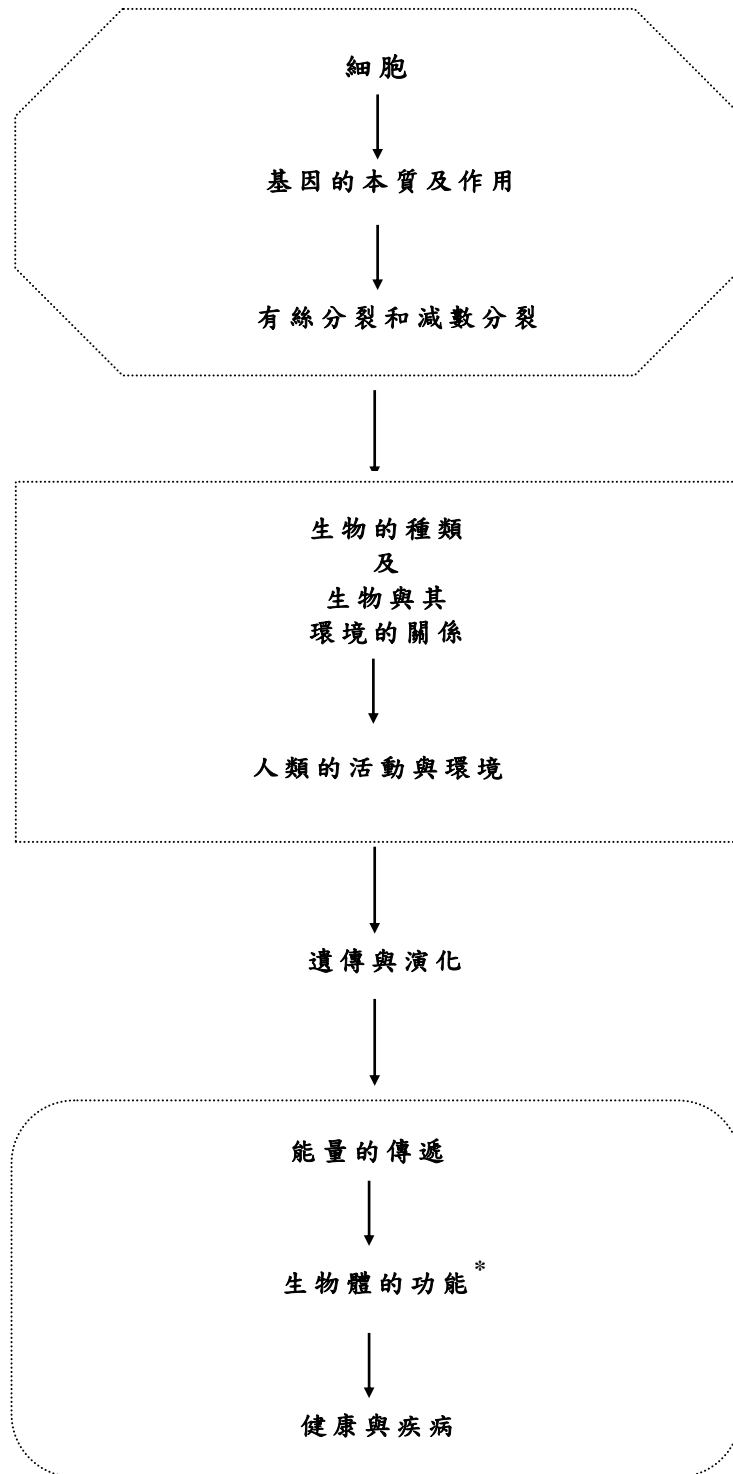 細胞
基因的本質及作用
有絲分裂和減數分裂
生物的種類
及
生物與其
環境的關係
人類的活動與環境
遺傳與演化
能量的傳遞
生物體的功能*
健康與疾病